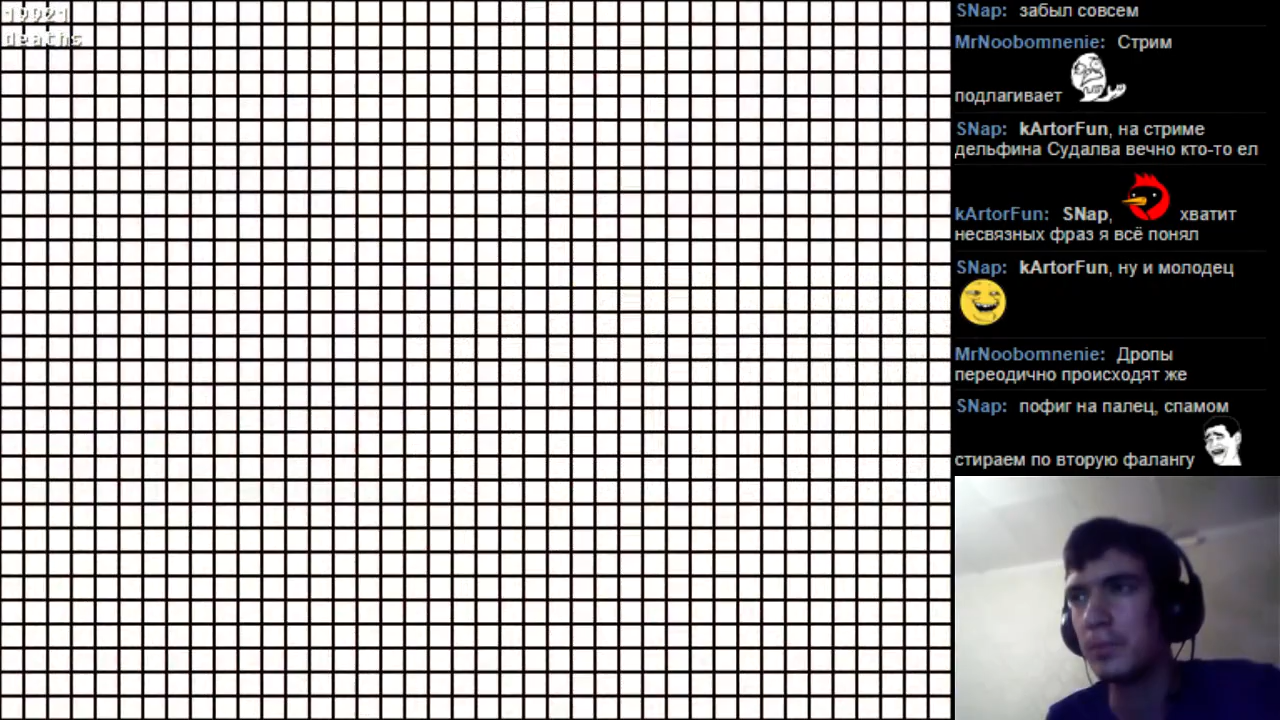 19921
deaths
SNap: забыл совсем
MrNoobomnenie: Стрим
подлагивает
SNap: kArtorFun, на стриме
дельфина Судалва вечно кто-то ел
kArtorFun: SNap, хватит
несвязных фраз я всё понял
SNap: kArtorFun, ну и молодец
MrNoobomnenie: Дропы
переодично происходят же
SNap: пофиг на палец, спамом
стираем по вторую фалангу